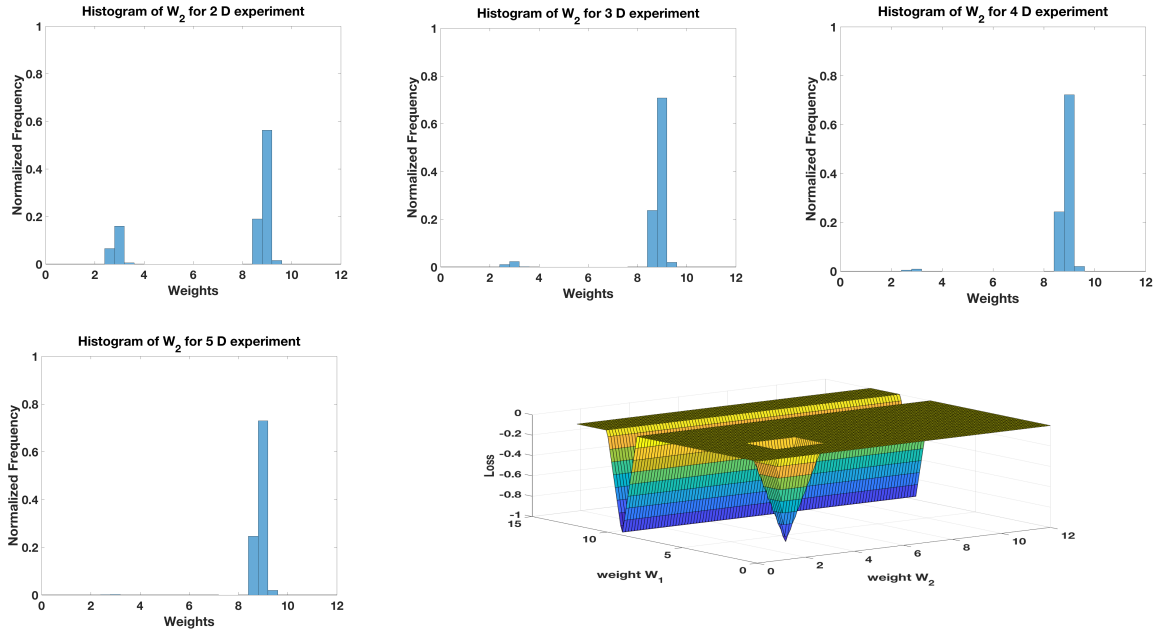 Histogram of W2 for 2 D experiment
1
0.8
0.6
0.4
0.2
0
Normalized Frequency
0 2 4 6 8 10 12
Weights
Histogram of W2 for 3 D experiment
1
0.8
0.6
0.4
0.2
0
Normalized Frequency
0 2 4 6 8 10 12
Weights
Histogram of W2 for 4 D experiment
1
0.8
0.6
0.4
0.2
0
Normalized Frequency
0 2 4 6 8 10 12
Weights
Histogram of W2 for 5 D experiment
1
0.8
0.6
0.4
0.2
0
Normalized Frequency
0 2 4 6 8 10 12
Weights
0
-0.2
-0.4
-0.6
-0.8
-1
Loss
15
10
5
0
weight W1
0
2
4
6
8
10
12
weight W2